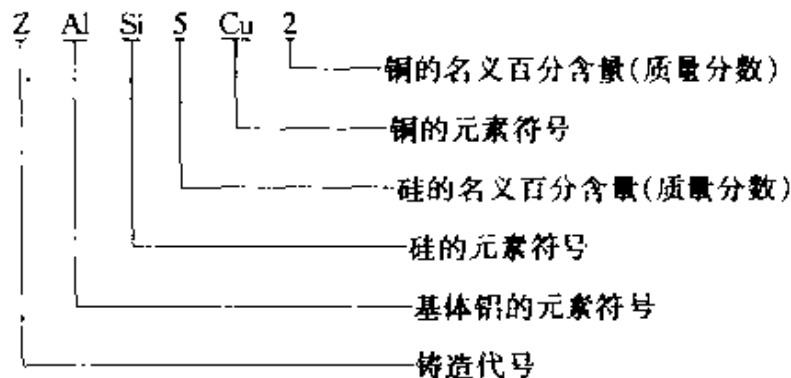 Z Al Si 5 Cu 2
铜的名义百分含量(质量分数)
铜的元素符号
硅的名义百分含量(质量分数)
硅的元素符号
基体铝的元素符号
铸造代号